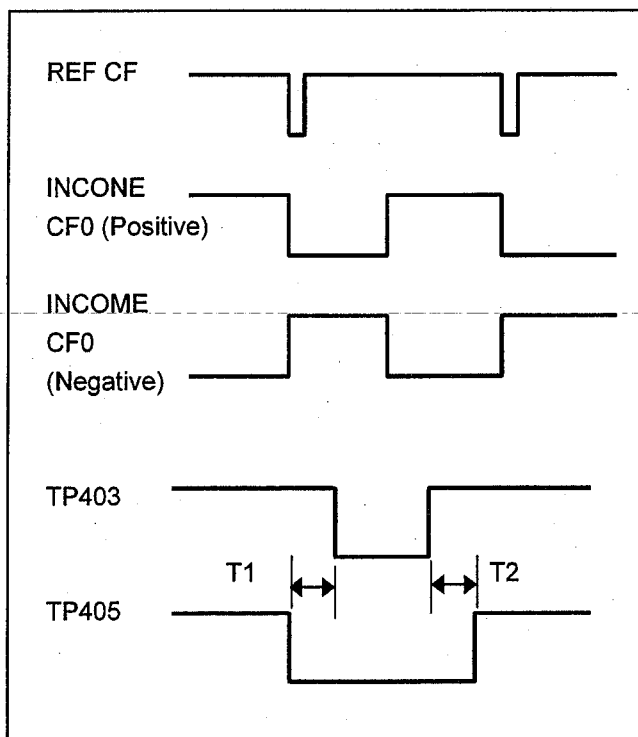 REF CF
INCONE
CF0 (Positive)
INCOME
CF0
(Negative)
TP403
T1
T2
TP405